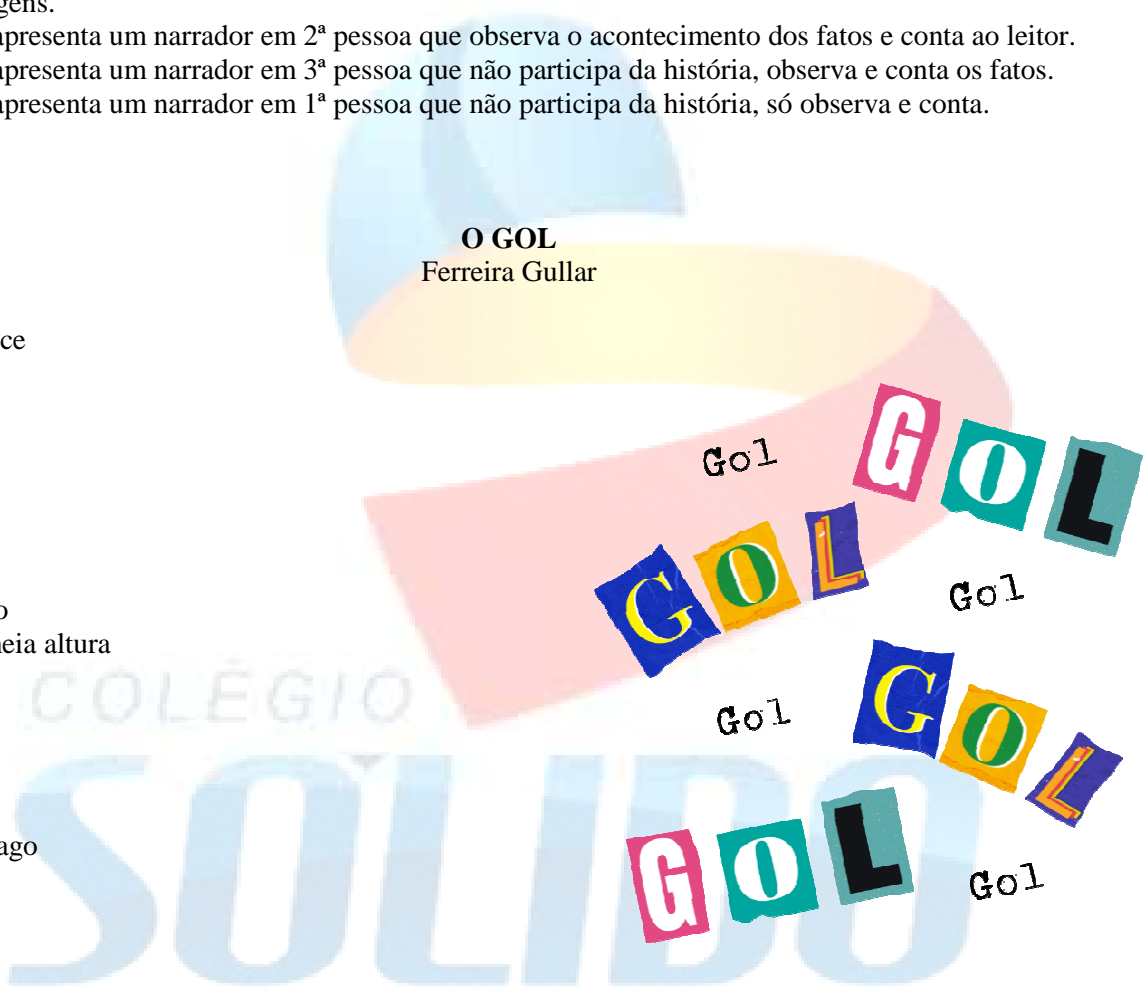 gens.
apresenta um narrador em 2ª pessoa que observa o acontecimento dos fatos e conta ao leitor.
apresenta um narrador em 3ª pessoa que não participa da história, observa e conta os fatos.
apresenta um narrador em 1ª pessoa que não participa da história, só observa e conta.
O GOL
Ferreira Gullar
ce
Gol
GOL
GOL
Gol
o
eia altura
COLÉGIO
Gol
GOL
SÓLIDO
ago
GOL
Gol